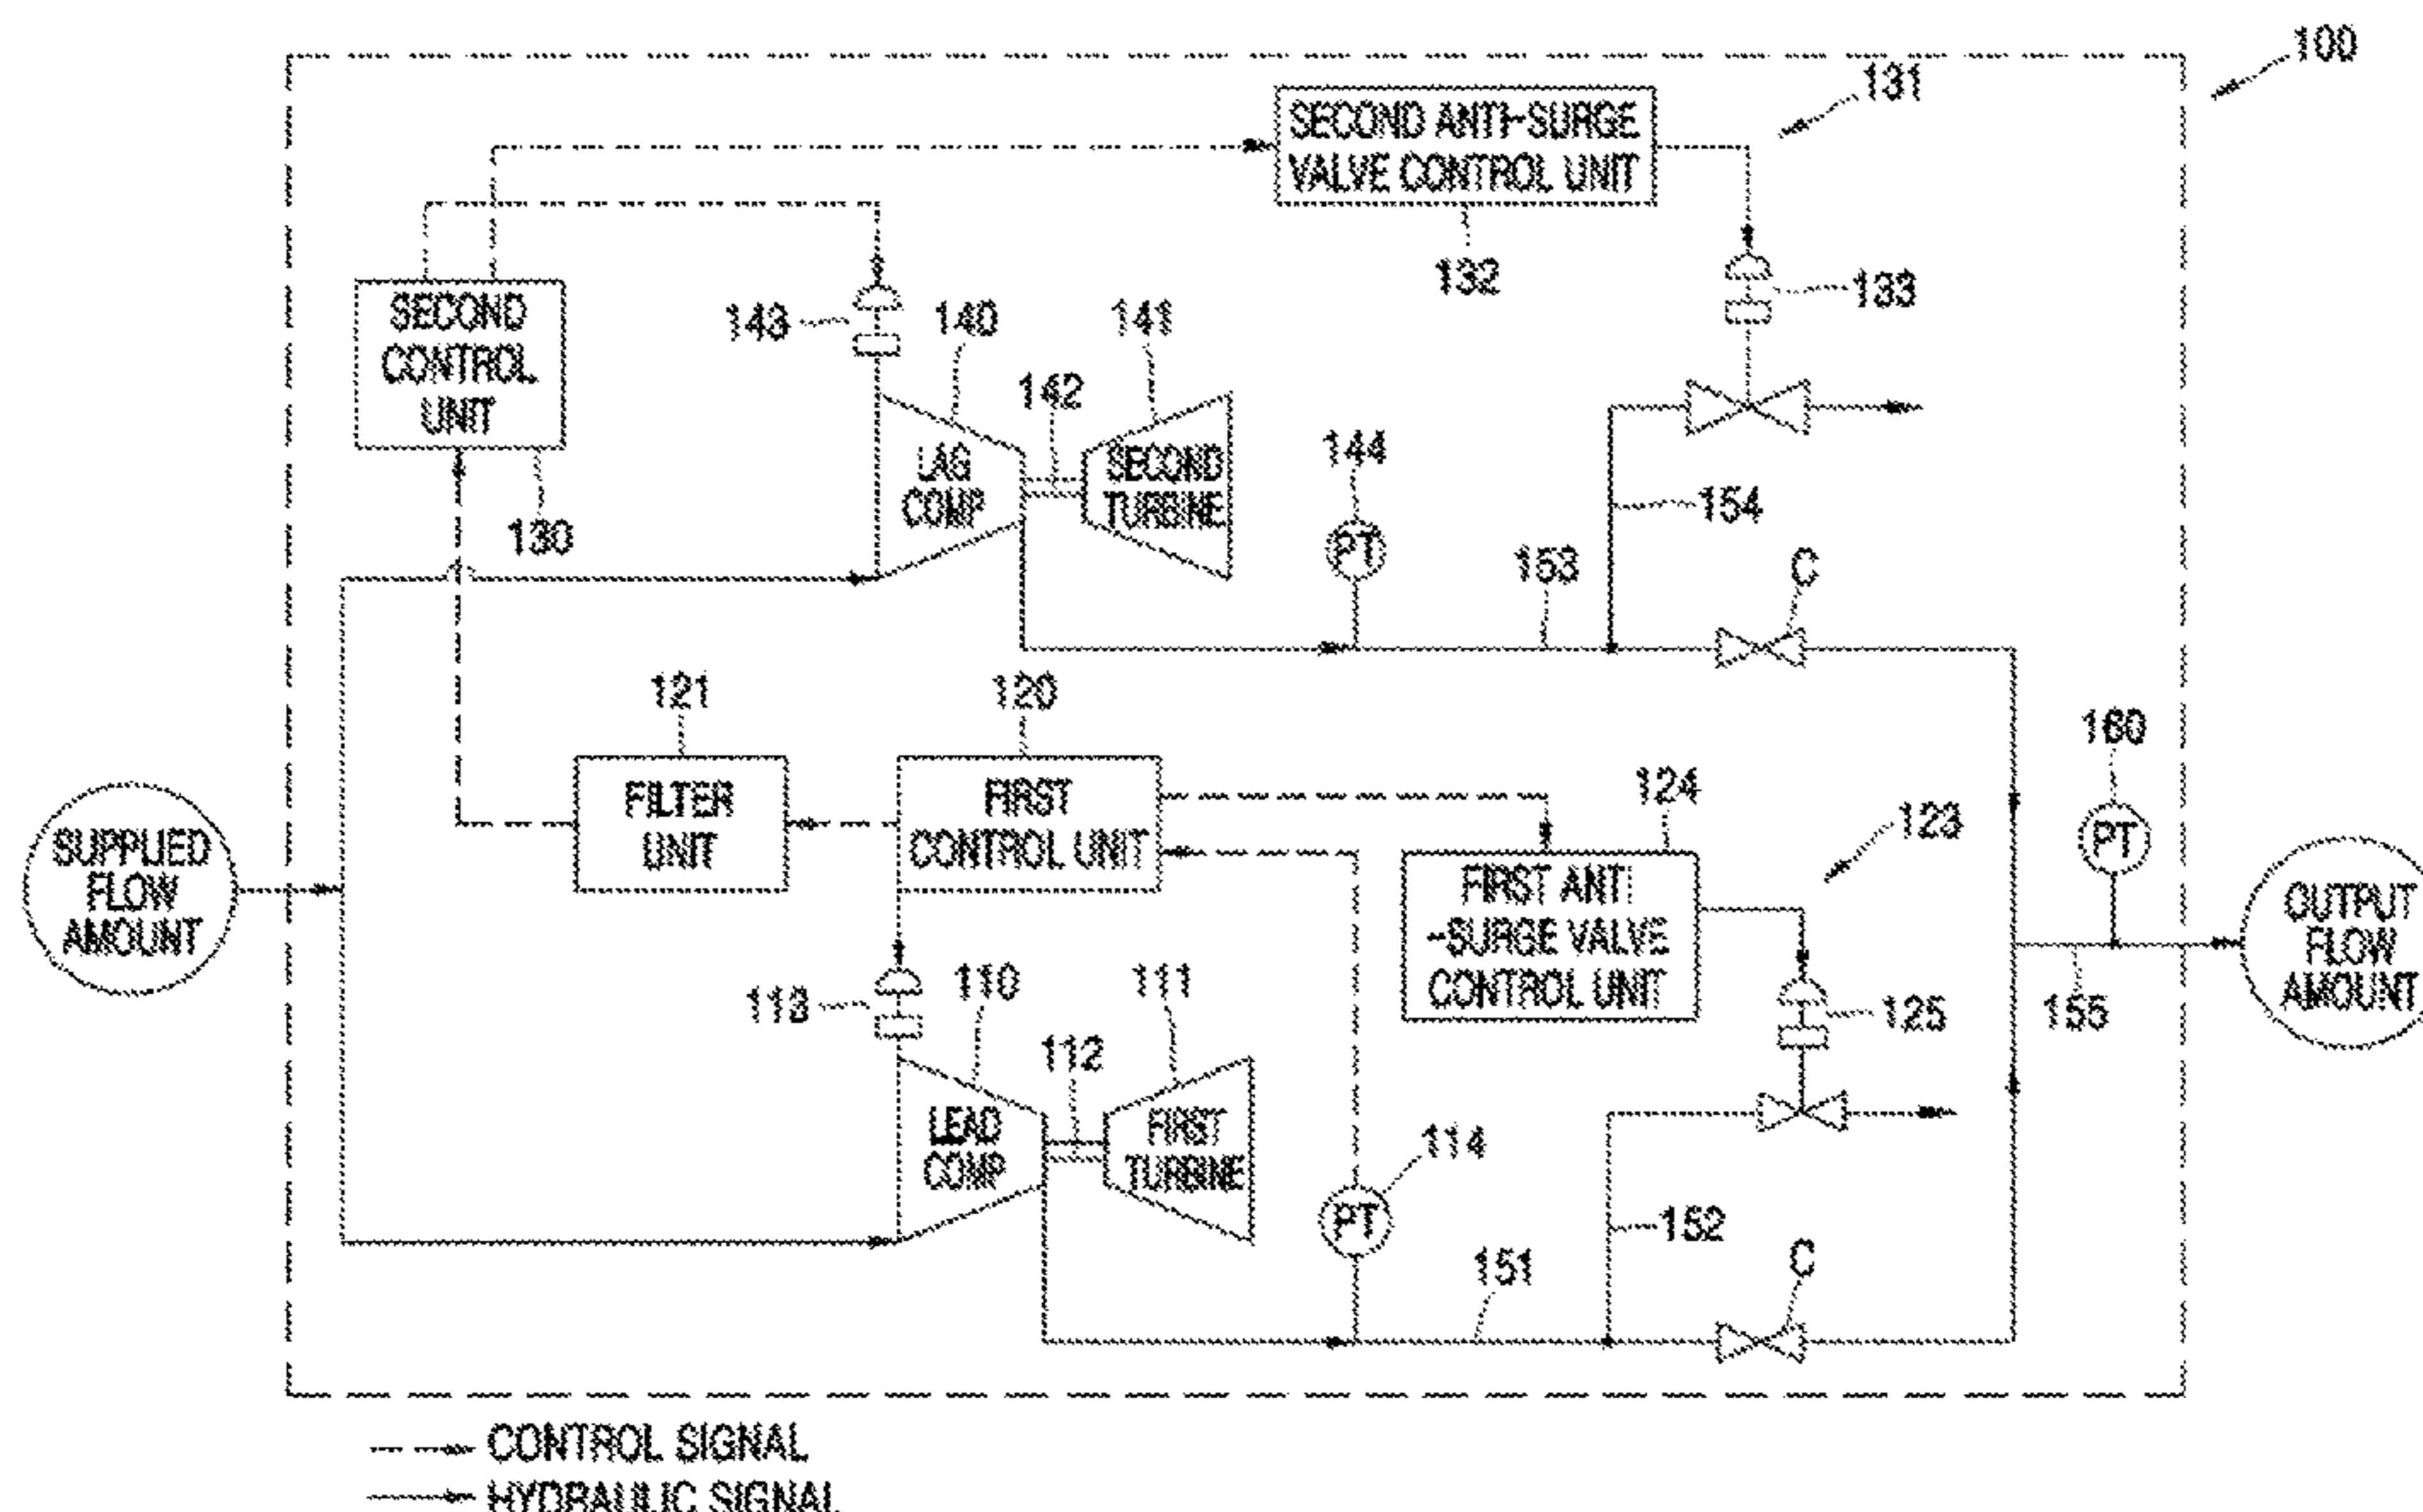 100
131
SECOND ANTI-SURGE
VALVE CONTROL UNIT
132
133
SECOND
CONTROL
UNIT
130
143
140
141
142
LAG
COMP
SECOND
TURBINE
144
PT
153
154
C
121
120
FILTER
UNIT
FIRST
CONTROL UNIT
124
123
160
PT
SUPPLIED
FLOW
AMOUNT
FIRST ANTI
-SURGE VALVE
CONTROL UNIT
OUTPUT
FLOW
AMOUNT
113
110
111
112
125
155
LEAD
COMP
FIRST
TURBINE
114
PT
152
151
C
CONTROL SIGNAL
HYDRAULIC SIGNAL